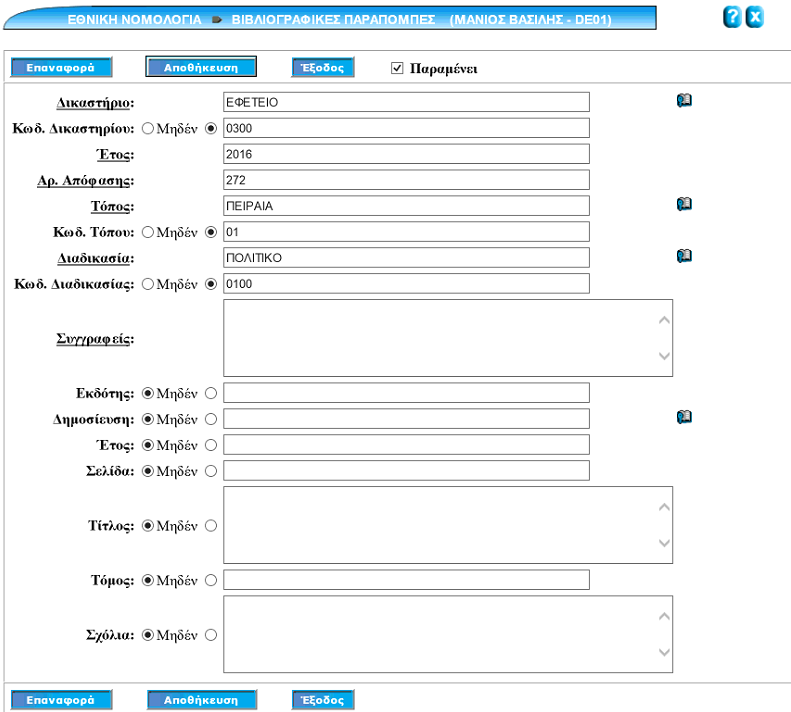 ΕΘΝΙΚΗ ΝΟΜΟΛΟΓΙΑ ΒΙΒΛΙΟΓΡΑΦΙΚΕΣ ΠΑΡΑΠΟΜΠΕΣ (ΜΑΝΙΟΣ ΒΑΣΙΛΗΣ - DE01) ? x
Επαναφορά Αποθήκευση Έξοδος Παραμένει
Δικαστήριο: ΕΦΕΤΕΙΟ
Κωδ. Δικαστηρίου: Μηδέν 0300
Έτος: 2016
Αρ. Απόφασης: 272
Τόπος: ΠΕΙΡΑΙΑ
Κωδ. Τόπου: Μηδέν 01
Διαδικασία: ΠΟΛΙΤΙΚΟ
Κωδ. Διαδικασίας: Μηδέν 0100
Συγγραφείς:
Εκδότης: Μηδέν
Δημοσίευση: Μηδέν
Έτος: Μηδέν
Σελίδα: Μηδέν
Τίτλος: Μηδέν
Τόμος: Μηδέν
Σχόλια: Μηδέν
Επαναφορά Αποθήκευση Έξοδος